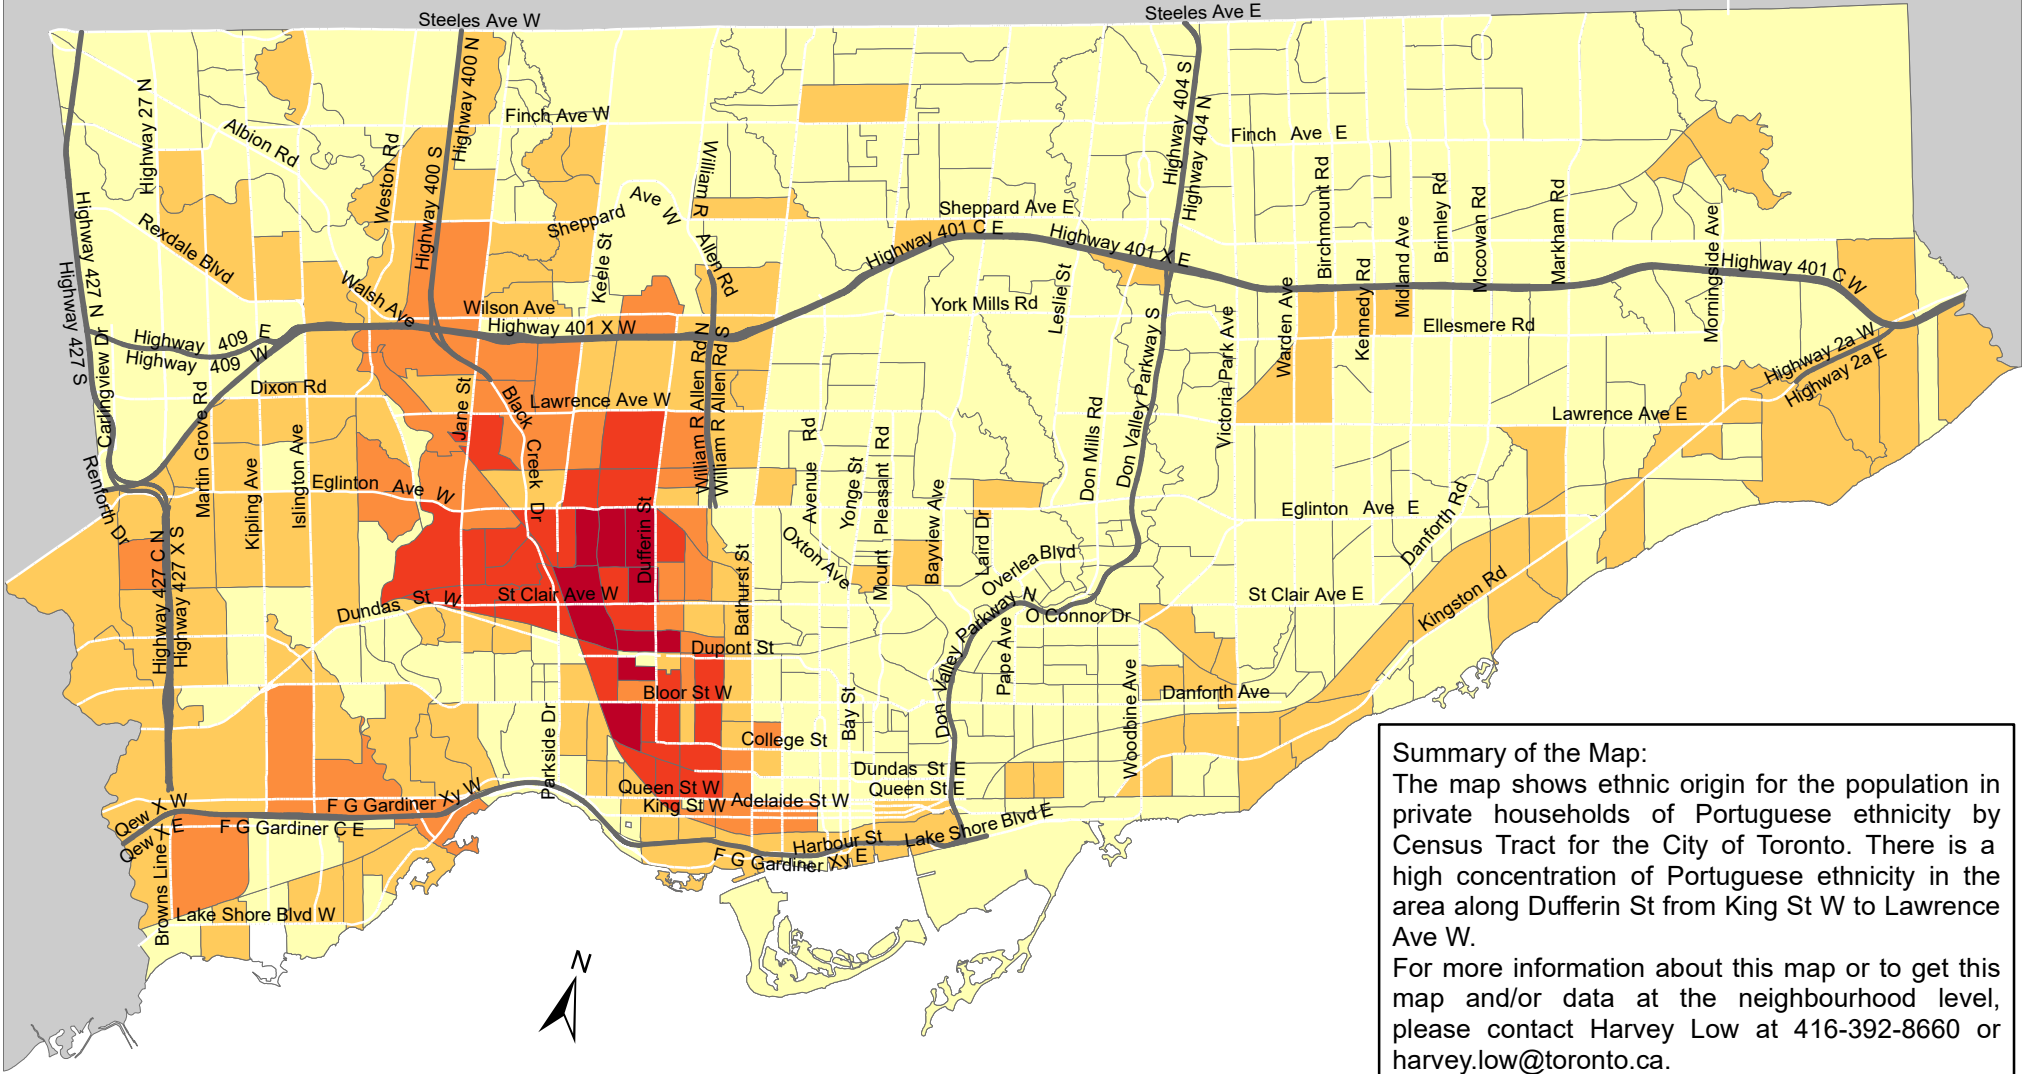 Steeles Ave W
Steeles Ave E
Highway 27 N
Albion Rd
Weston Rd
Highway 400 N
Highway 400 S
Finch Ave W
William R Allen Rd
Highway 404 S
Highway 404 N
Finch Ave E
Sheppard Ave W
Sheppard Ave E
Keele St
Rexdale Blvd
Highway 427 N
Highway 427 S
Walsh Ave
Wilson Ave
Highway 401 X W
Highway 401 C E
Highway 401 X E
Highway 401 C W
York Mills Rd
Leslie St
Birchmount Rd
Warden Ave
Kennedy Rd
Midland Ave
Brimley Rd
Mccowan Rd
Markham Rd
Morningside Ave
Ellesmere Rd
Highway 409 E
Highway 409 W
Carlingview Dr
Dixon Rd
Martin Grove Rd
Kipling Ave
Islington Ave
Jane St
Black Creek Dr
Lawrence Ave W
William R Allen Rd N
William R Allen Rd S
Avenue Rd
Yonge St
Mount Pleasant Rd
Bayview Ave
Laird Dr
Don Mills Rd
Don Valley Parkway S
Victoria Park Ave
Lawrence Ave E
Highway 2a W
Highway 2a E
Renforth Dr
Eglinton Ave W
Eglinton Ave E
Danforth Rd
Kingston Rd
Highway 427 C N
Highway 427 X S
Dufferin St
Bathurst St
Oxton Ave
Overlea Blvd
Dundas St W
St Clair Ave W
St Clair Ave E
O Connor Dr
Don Valley Parkway N
Pape Ave
Woodbine Ave
Dupont St
Bloor St W
Danforth Ave
Bay St
College St
Parkside Dr
Dundas St E
Queen St E
Queen St W
King St W
Adelaide St W
F G Gardiner Xy W
F G Gardiner C E
Qew X W
Qew X E
Browns Line
Harbour St
Lake Shore Blvd E
F G Gardiner Xy E
Lake Shore Blvd W
N
Summary of the Map:
The map shows ethnic origin for the population in
private households of Portuguese ethnicity by
Census Tract for the City of Toronto. There is a
high concentration of Portuguese ethnicity in the
area along Dufferin St from King St W to Lawrence
Ave W.
For more information about this map or to get this
map and/or data at the neighbourhood level,
please contact Harvey Low at 416-392-8660 or
harvey.low@toronto.ca.